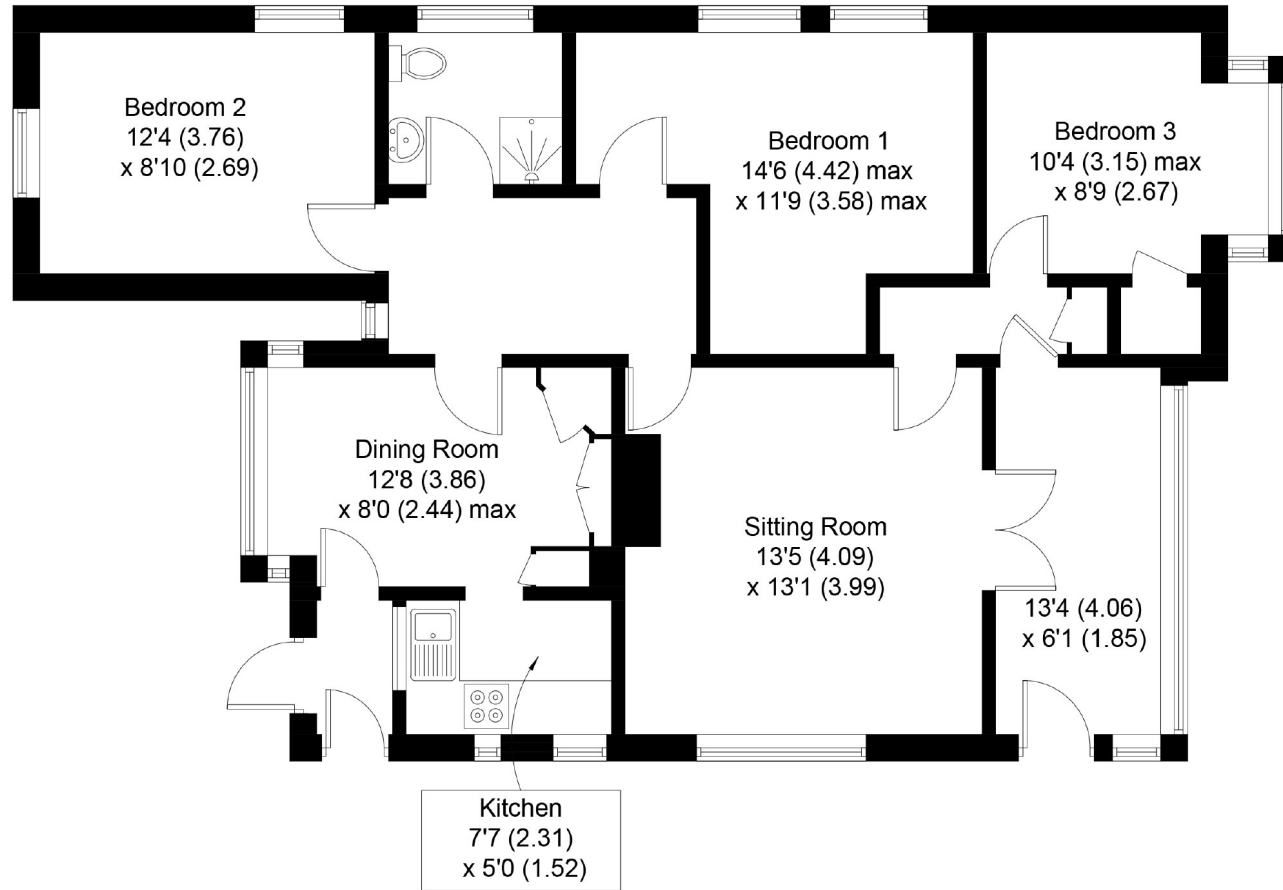 Bedroom 2
12'4 (3.76)
x 8'10 (2.69)
Bedroom 1
14'6 (4.42) max
x 11'9 (3.58) max
Bedroom 3
10'4 (3.15) max
x 8'9 (2.67)
Dining Room
12'8 (3.86)
x 8'0 (2.44) max
Sitting Room
13'5 (4.09)
x 13'1 (3.99)
13'4 (4.06)
x 6'1 (1.85)
Kitchen
7'7 (2.31)
x 5'0 (1.52)